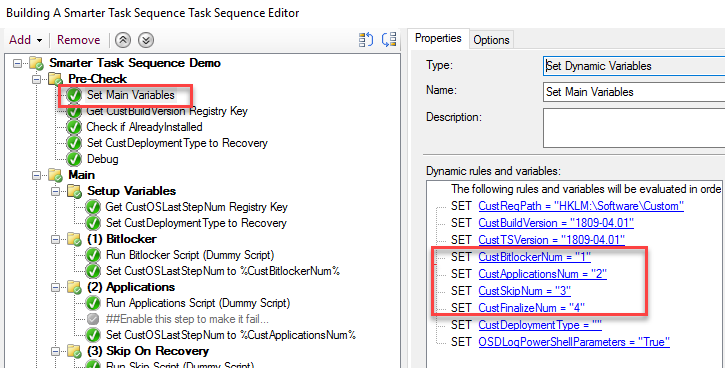 Building A Smarter Task Sequence Task Sequence Editor
Add Remove
Smarter Task Sequence Demo
Pre-Check
Set Main Variables
Get CustBuildVersion Registry Key
Check if AlreadyInstalled
Set CustDeploymentType to Recovery
Debug
Main
Setup Variables
Get CustOSLastStepNum Registry Key
Set CustDeploymentType to Recovery
(1) Bitlocker
Run Bitlocker Script (Dummy Script)
Set CustOSLastStepNum to %CustBitlockerNum%
(2) Applications
Run Applications Script (Dummy Script)
##Enable this step to make it fail...
Set CustOSLastStepNum to %CustApplicationsNum%
(3) Skip On Recovery
Run Skip Script (Dummy Script)
Properties Options
Type: Set Dynamic Variables
Name: Set Main Variables
Description:
Dynamic rules and variables:
The following rules and variables will be evaluated in orde
SET CustRegPath = "HKLM:\Software\Custom"
SET CustBuildVersion = "1809-04.01"
SET CustTSVersion = "1809-04.01"
SET CustBitlockerNum = "1"
SET CustApplicationsNum = "2"
SET CustSkipNum = "3"
SET CustFinalizeNum = "4"
SET CustDeploymentType = ""
SET OSDLogPowerShellParameters = "True"